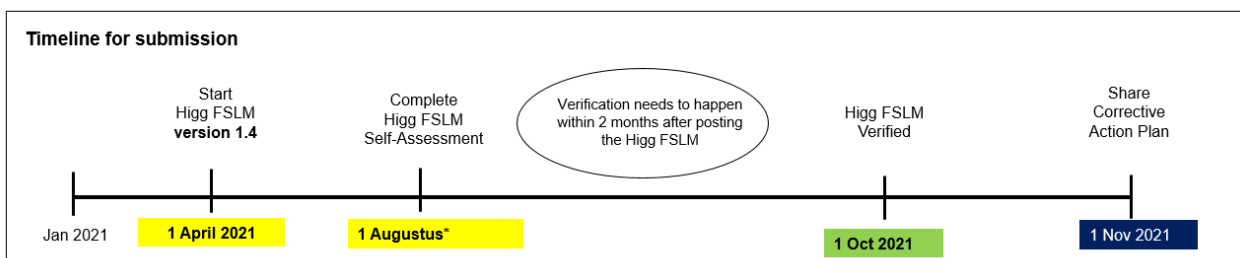 Timeline for submission
Start
Higg FSLM
version 1.4
Complete
Higg FSLM
Self-Assessment
Verification needs to happen
within 2 months after posting
the Higg FSLM
Higg FSLM
Verified
Share
Corrective
Action Plan
Jan 2021
1 April 2021
1 Augustus*
1 Oct 2021
1 Nov 2021